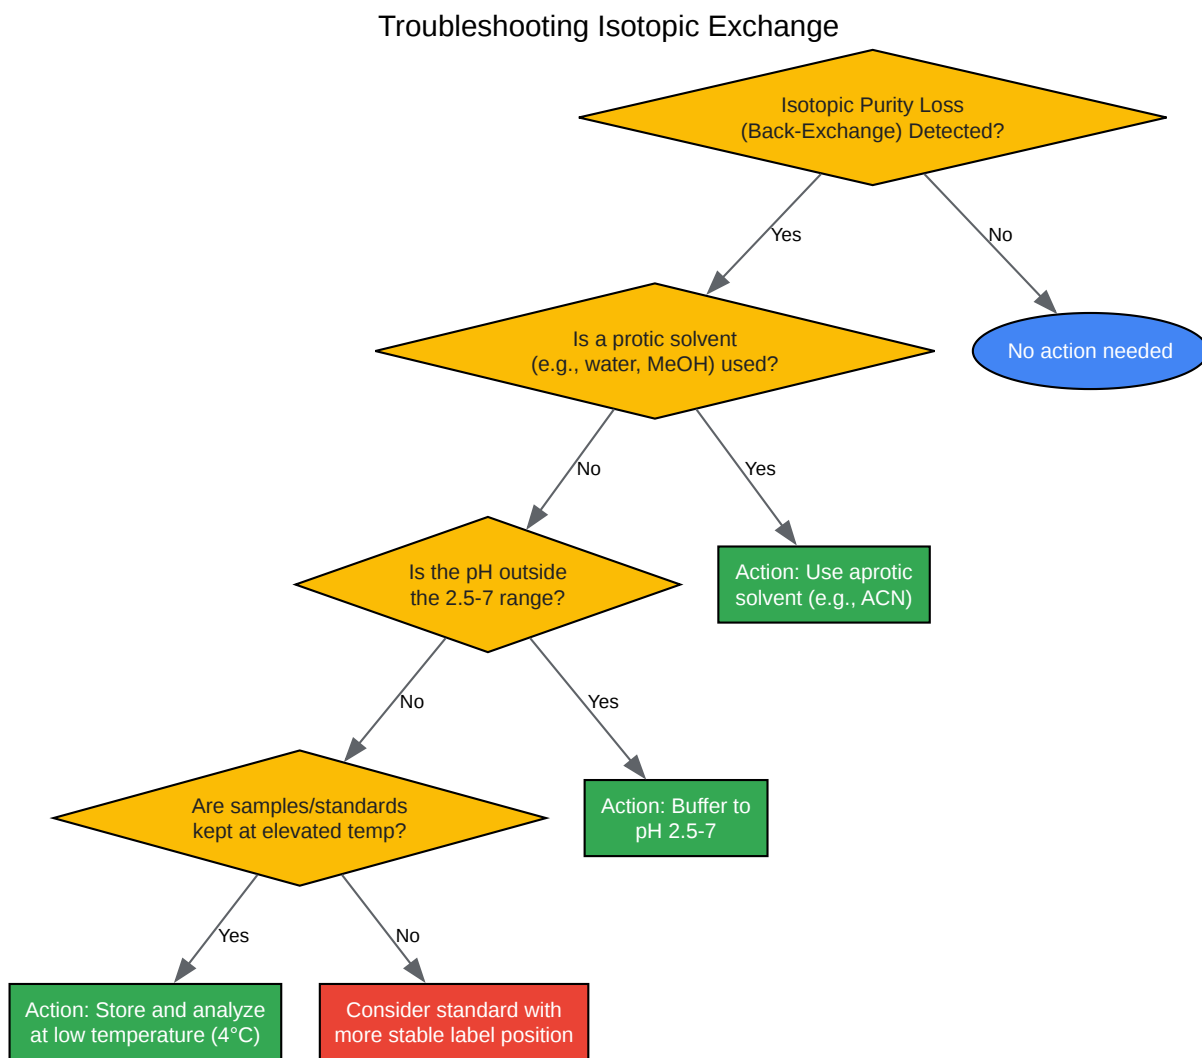 Troubleshooting Isotopic Exchange
Isotopic Purity Loss
(Back-Exchange) Detected?
Yes
No
Is a protic solvent
(e.g., water, MeOH) used?
No action needed
No
Yes
Is the pH outside
the 2.5-7 range?
Action: Use aprotic
solvent (e.g., ACN)
No
Yes
Are samples/standards
kept at elevated temp?
Action: Buffer to
pH 2.5-7
Yes
No
Action: Store and analyze
at low temperature (4°C)
Consider standard with
more stable label position